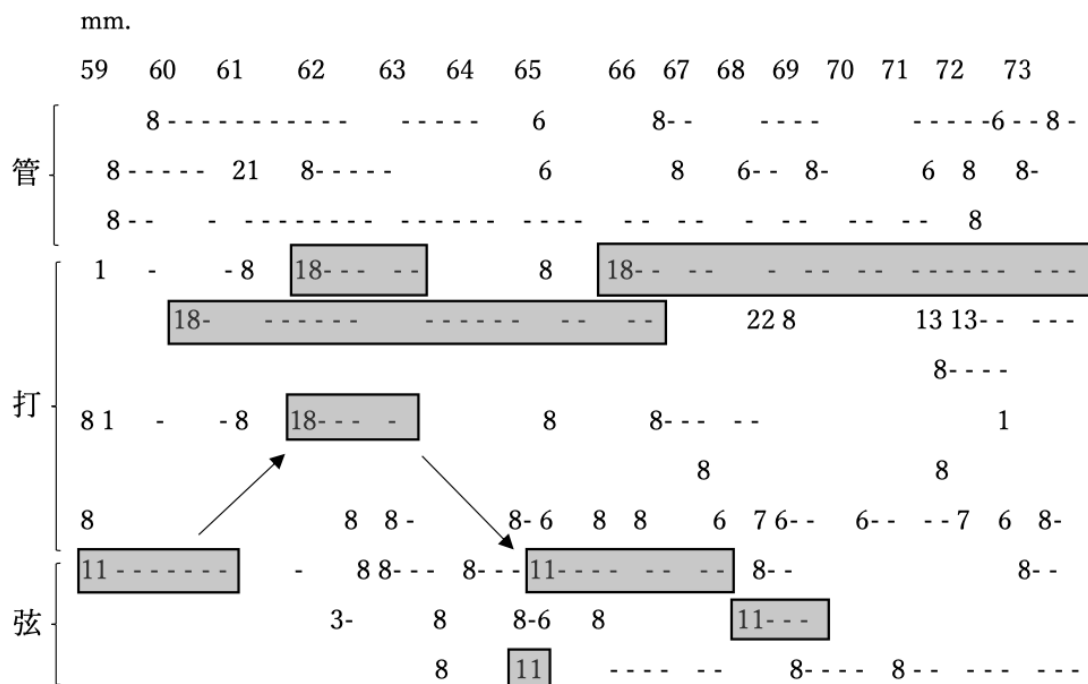 mm.
59 60 61 62 63 64 65 66 67 68 69 70 71 72 73
8- - - - - - - - - - - - - - - - - 6 8- - - - - - - - - - - -6- - 8 -
管 8- - - - - 21 8- - - - - 6 8 6- - 8- 6 8 8-
8- - - - - - - - - - - - - - - - - - - - - - - - - - - - - - - - - - - 8
1 - - 8 18- - - - - 8 18- - - - - - - - - - - - - - - - - - -
18- - - - - - - - - - - - - - - - - - 22 8 13 13- - - - -
8- - - -
打 8 1 - - 8 18- - - - 8 8- - - - - 1
8 8
8 8 8 - 8- 6 8 8 6 7 6- - 6- - - - 7 6 8-
11 - - - - - - - - 8 8- - - 8- - - 11- - - - - - - - 8- - 8- -
弦 3- 8 8-6 8 11- - -
8 11 - - - - - - 8- - - - 8- - - - - - -